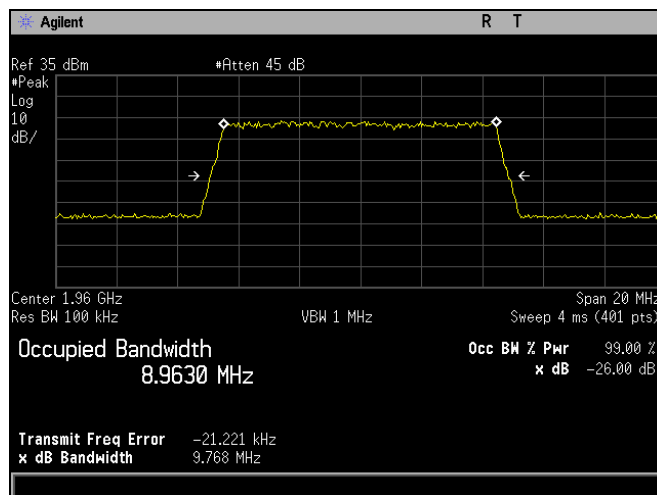 Agilent R T
Ref 35 dBm #Atten 45 dB
#Peak
Log
10
dB/
Center 1.96 GHz Span 20 MHz
Res BW 100 kHz VBW 1 MHz Sweep 4 ms (401 pts)
Occupied Bandwidth Occ BW % Pwr 99.00 %
8.9630 MHz x dB -26.00 dB
Transmit Freq Error -21.221 kHz
x dB Bandwidth 9.768 MHz